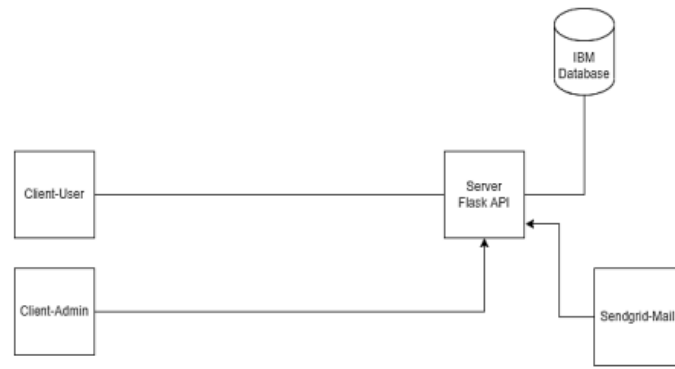 IBM
Database
Client-User
Server
Flask API
Client-Admin
Sendgrid-Mail